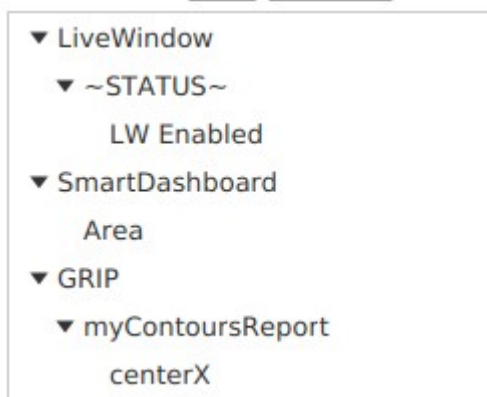 LiveWindow
~STATUS~
LW Enabled
SmartDashboard
Area
GRIP
myContoursReport
centerX